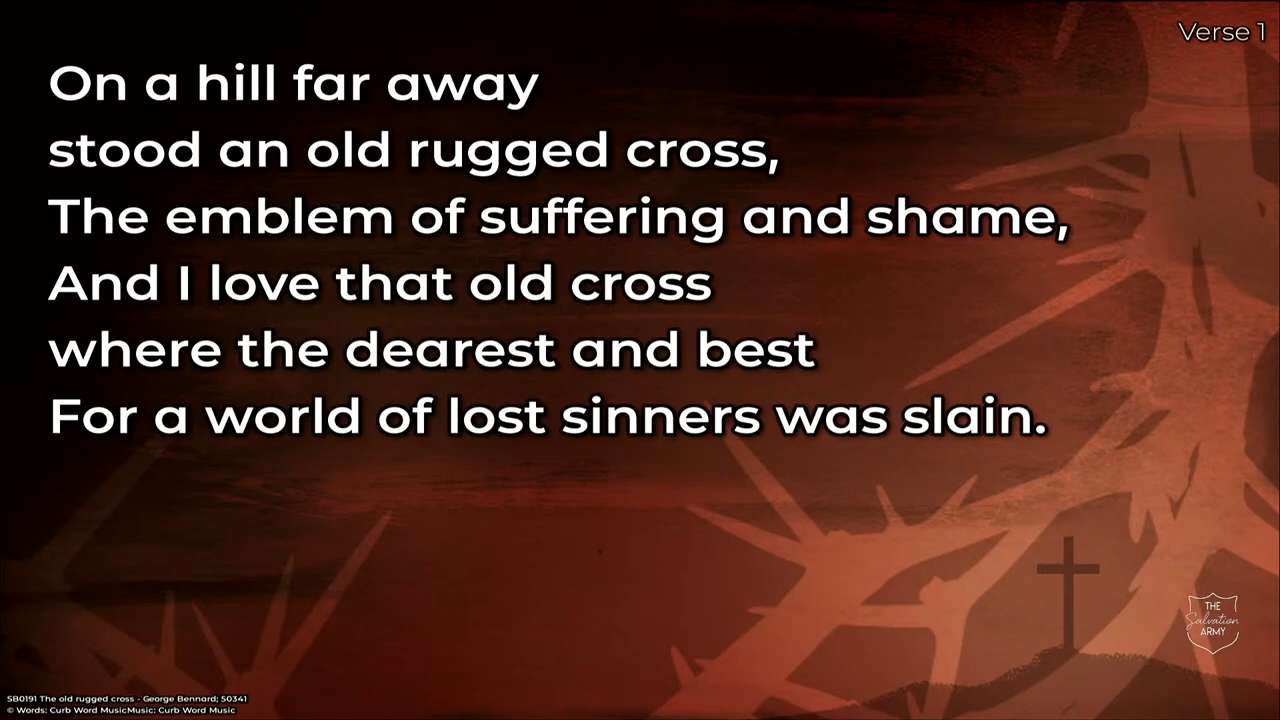 Verse 1
On a hill far away
stood an old rugged cross,
The emblem of suffering and shame,
And I love that old cross
where the dearest and best
For a world of lost sinners was slain.
THE
Salvation
ARMY
SB0191 The old rugged cross - George Bennard; 50341
© Words: Curb Word MusicMusic: Curb Word Music